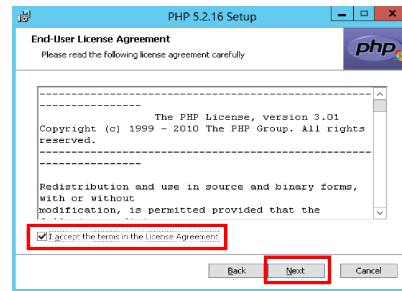 PHP 5.2.16 Setup
End-User License Agreement
Please read the following license agreement carefully
php
--------------------------------------------------
---------------
The PHP License, version 3.01
Copyright (c) 1999 - 2010 The PHP Group. All rights
reserved.
--------------------------------------------------
---------------
Redistribution and use in source and binary forms,
with or without
modification, is permitted provided that the
I accept the terms in the License Agreement
Back Next Cancel